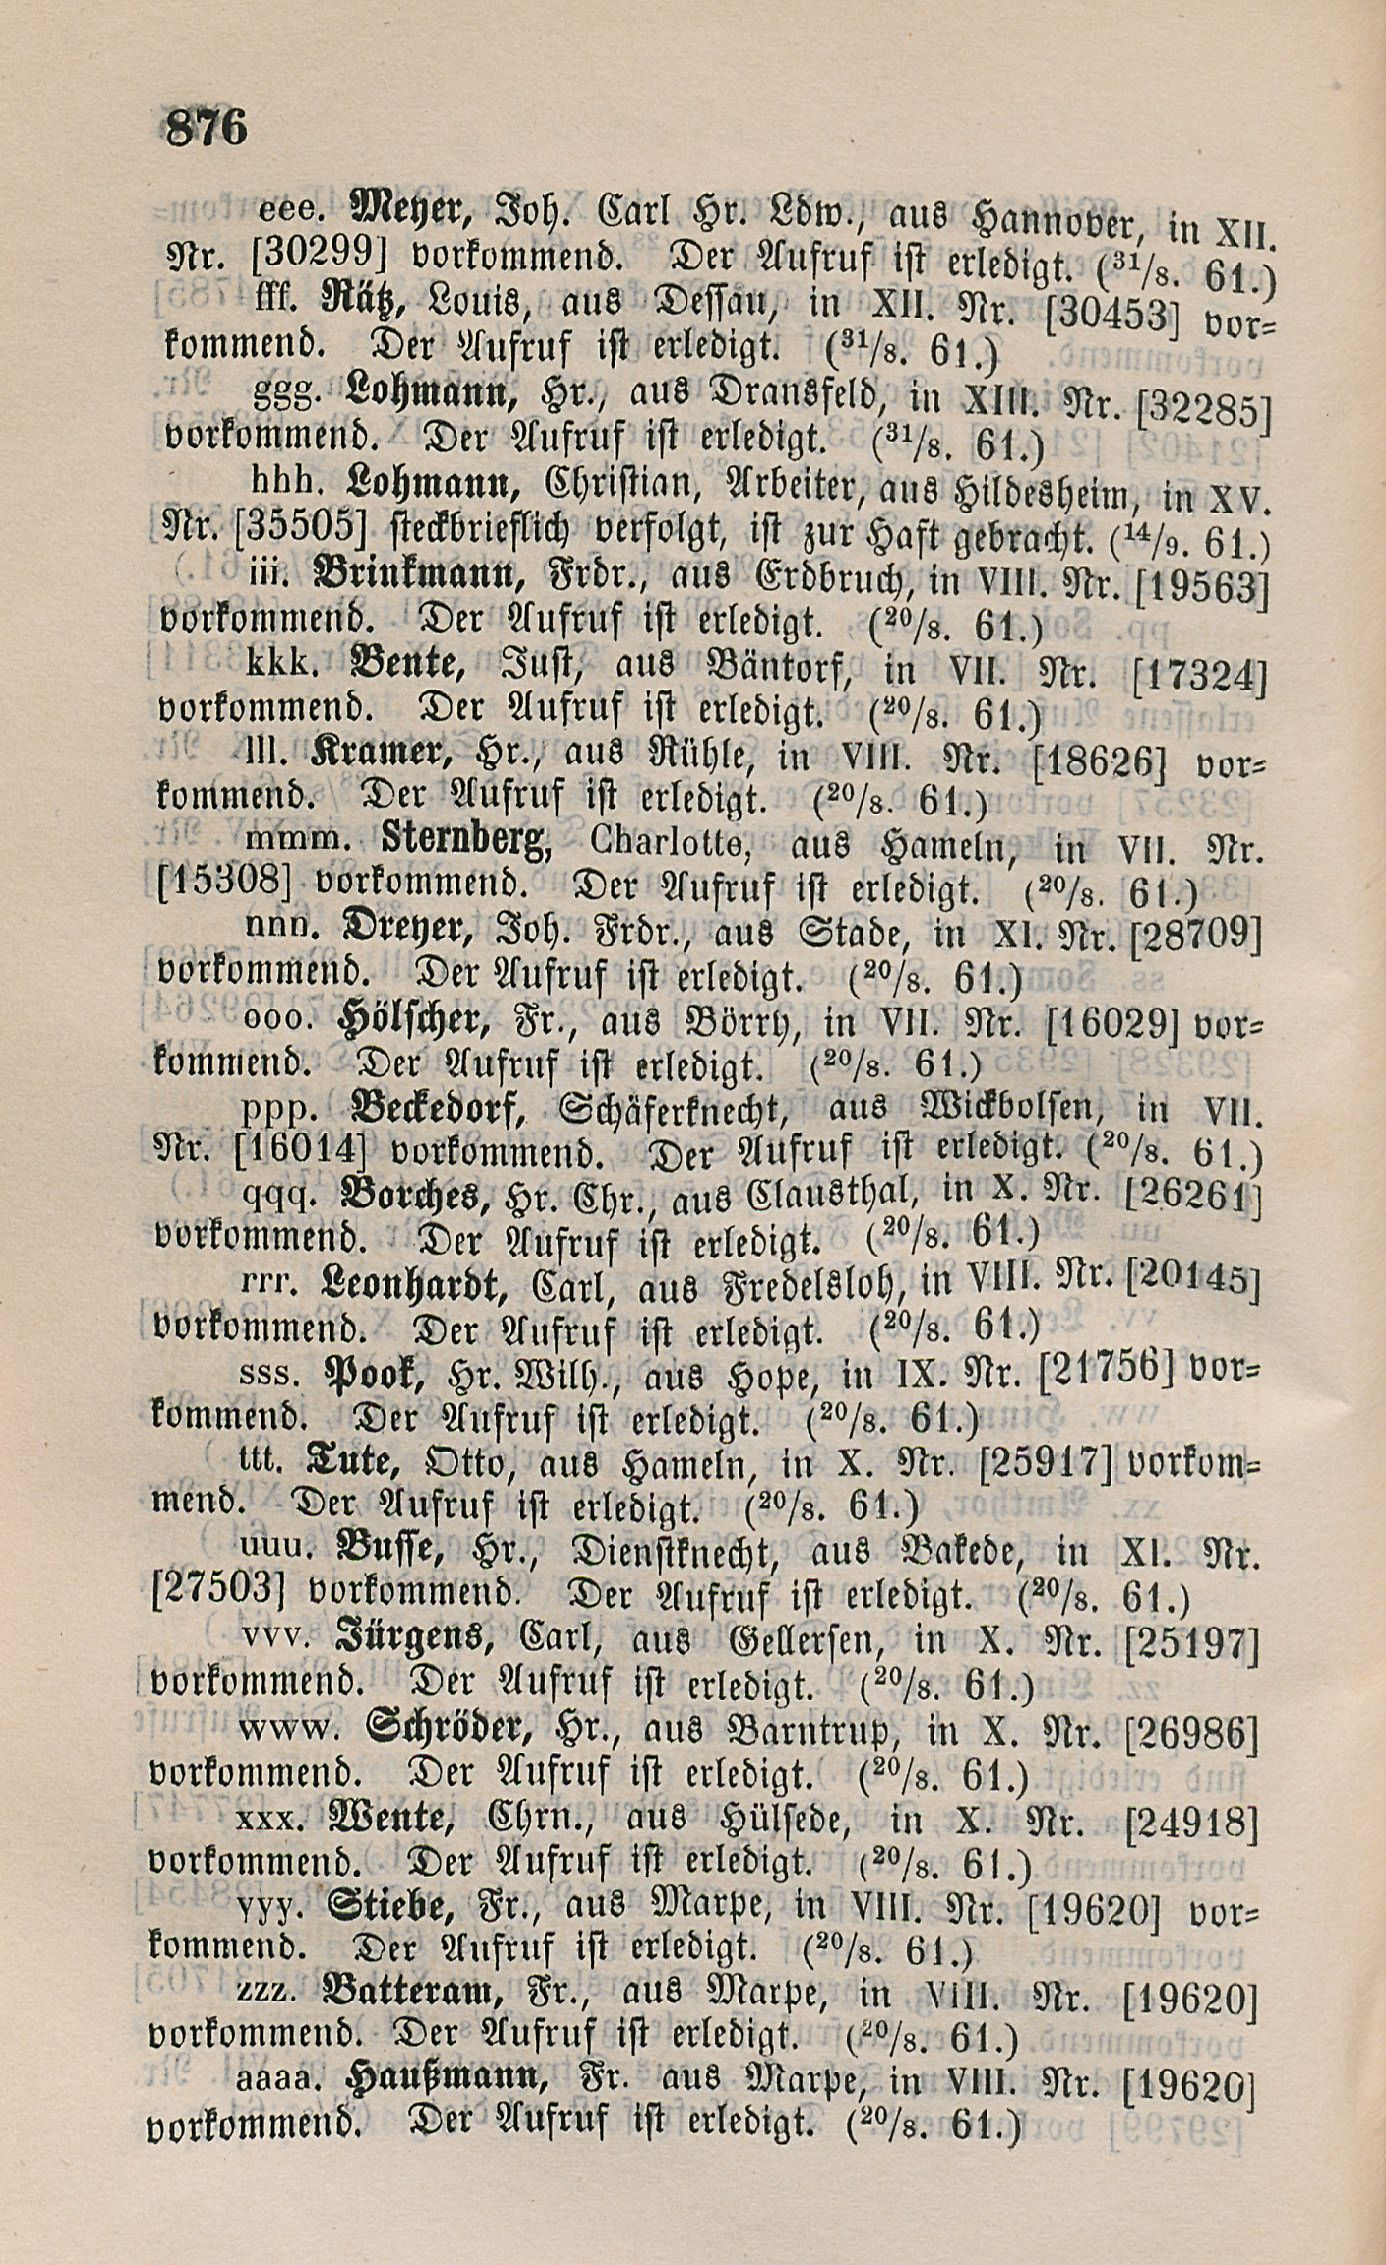 876
eee. Meyer, Joh. Carl Hr. Ldw., aus Hannover, in XII.
Nr. [30299] vorkommend. Der Aufruf ist erledigt. (31/8. 61.)
fff. Rätz, Louis, aus Dessau, in XII. Nr. [30453] vor=
kommend. Der Aufruf ist erledigt. (31/8. 61.)
ggg. Lohmann, Hr., aus Dransfeld, in XIII. Nr. [32285]
vorkommend. Der Aufruf ist erledigt. (31/8. 61.)
hhh. Lohmann, Christian, Arbeiter, aus Hildesheim, in XV.
Nr. [35505] steckbrieflich verfolgt, ist zur Haft gebracht. (14/9. 61.)
iii. Brinkmann, Frdr., aus Erdbruch, in VIII. Nr. [19563]
vorkommend. Der Aufruf ist erledigt. (20/8. 61.)
kkk. Bente, Just, aus Bäntorf, in VII. Nr. [17324]
vorkommend. Der Aufruf ist erledigt. (20/8. 61.)
lll. Kramer, Hr., aus Rühle, in VIII. Nr. [18626] vor=
kommend. Der Aufruf ist erledigt. (20/8. 61.)
mmm. Sternberg, Charlotte, aus Hameln, in VII. Nr.
[15308] vorkommend. Der Aufruf ist erledigt. (20/8. 61.)
nnn. Dreyer, Joh. Frdr., aus Stade, in XI. Nr. [28709]
vorkommend. Der Aufruf ist erledigt. (20/8. 61.)
ooo. Hölscher, Fr., aus Börry, in VII. Nr. [16029] vor=
kommend. Der Aufruf ist erledigt. (20/8. 61.)
ppp. Beckedorf, Schäferknecht, aus Wickbolsen, in VII.
Nr. [16014] vorkommend. Der Aufruf ist erledigt. (20/8. 61.)
qqq. Borches, Hr. Chr., aus Clausthal, in X. Nr. [26261]
vorkommend. Der Aufruf ist erledigt. (20/8. 61.)
rrr. Leonhardt, Carl, aus Fredelsloh, in VIII. Nr. [20145]
vorkommend. Der Aufruf ist erledigt. (20/8. 61.)
sss. Pook, Hr. Wilh., aus Hope, in IX. Nr. [21756] vor=
kommend. Der Aufruf ist erledigt. (20/8. 61.)
ttt. Tute, Otto, aus Hameln, in X. Nr. [25917] vorkom=
mend. Der Aufruf ist erledigt. (20/8. 61.)
uuu. Busse, Hr., Dienstknecht, aus Bakede, in XI. Nr.
[27503] vorkommend. Der Aufruf ist erledigt. (20/8. 61.)
vvv. Jürgens, Carl, aus Gellersen, in X. Nr. [25197]
vorkommend. Der Aufruf ist erledigt. (20/8. 61.)
www. Schröder, Hr., aus Barntrup, in X. Nr. [26986]
vorkommend. Der Aufruf ist erledigt. (20/8. 61.)
xxx. Wente, Chrn., aus Hülsede, in X. Nr. [24918]
vorkommend. Der Aufruf ist erledigt. (20/8. 61.)
yyy. Stiebe, Fr., aus Marpe, in VIII. Nr. [19620] vor=
kommend. Der Aufruf ist erledigt. (20/8. 61.)
zzz. Batteram, Fr., aus Marpe, in VIII. Nr. [19620]
vorkommend. Der Aufruf ist erledigt. (20/8. 61.)
aaaa. Haußmann, Fr. aus Marpe, in VIII. Nr. [19620]
vorkommend. Der Aufruf ist erledigt. (20/8. 61.)